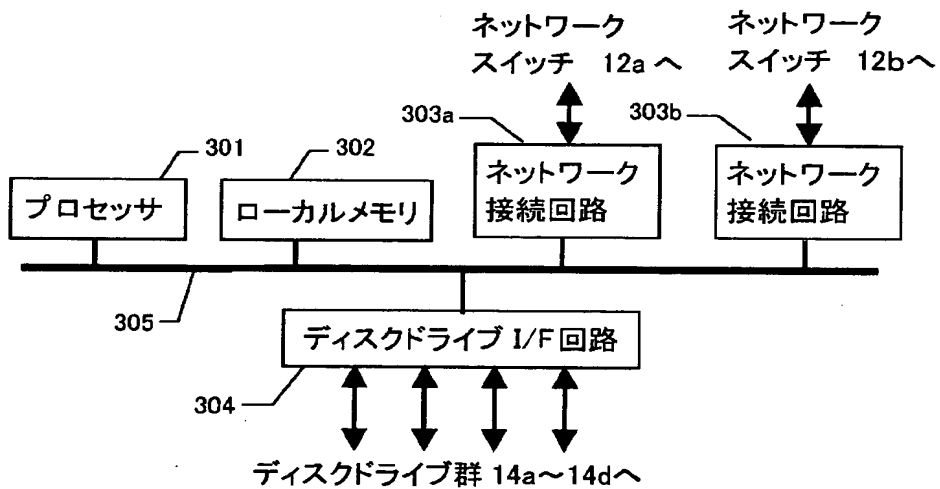 ネットワーク
スイッチ 12a へ
ネットワーク
スイッチ 12b へ
303a
303b
301
302
プロセッサ
ローカルメモリ
ネットワーク
接続回路
ネットワーク
接続回路
305
ディスクドライブ I/F 回路
304
ディスクドライブ群 14a～14dへ